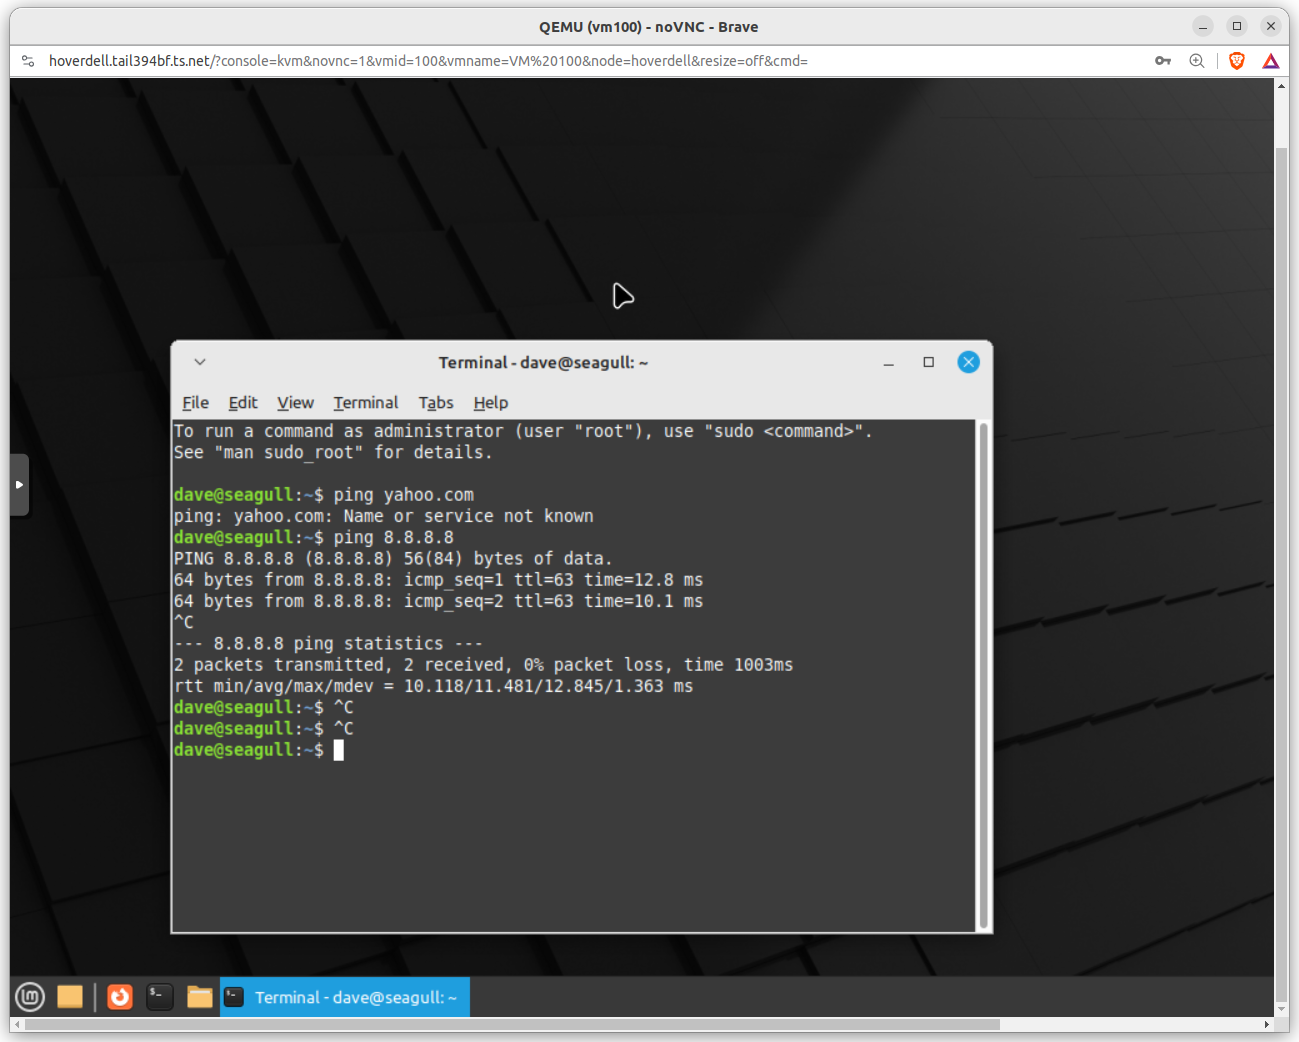 QEMU (vm100) - noVNC - Brave
hoverdell.tail394bf.ts.net/?console=kvm&novnc=1&vmid=100&vmname=VM%20100&node=hoverdell&resize=off&cmd=
Terminal - dave@seagull: ~
File Edit View Terminal Tabs Help
To run a command as administrator (user "root"), use "sudo <command>".
See "man sudo_root" for details.
dave@seagull:~$ ping yahoo.com
ping: yahoo.com: Name or service not known
dave@seagull:~$ ping 8.8.8.8
PING 8.8.8.8 (8.8.8.8) 56(84) bytes of data.
64 bytes from 8.8.8.8: icmp_seq=1 ttl=63 time=12.8 ms
64 bytes from 8.8.8.8: icmp_seq=2 ttl=63 time=10.1 ms
^C
--- 8.8.8.8 ping statistics ---
2 packets transmitted, 2 received, 0% packet loss, time 1003ms
rtt min/avg/max/mdev = 10.118/11.481/12.845/1.363 ms
dave@seagull:~$ ^C
dave@seagull:~$ ^C
dave@seagull:~$
Terminal - dave@seagull: ~